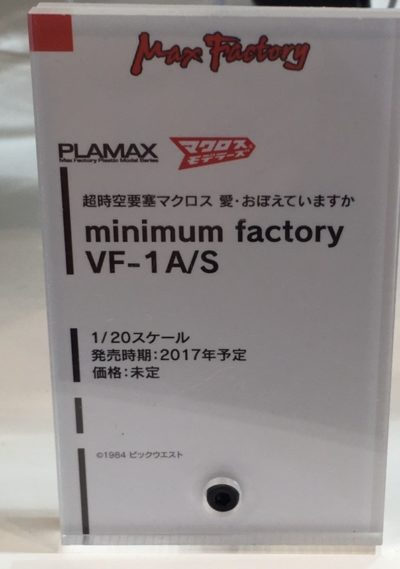 Max Factory
PLAMAX
Max Factory Plastic Model Series
マクロス
モデラーズ
超時空要塞マクロス 愛・おぼえていますか
minimum factory
VF-1A/S
1/20スケール
発売時期：2017年予定
価格：未定
©1984 ビックウエスト